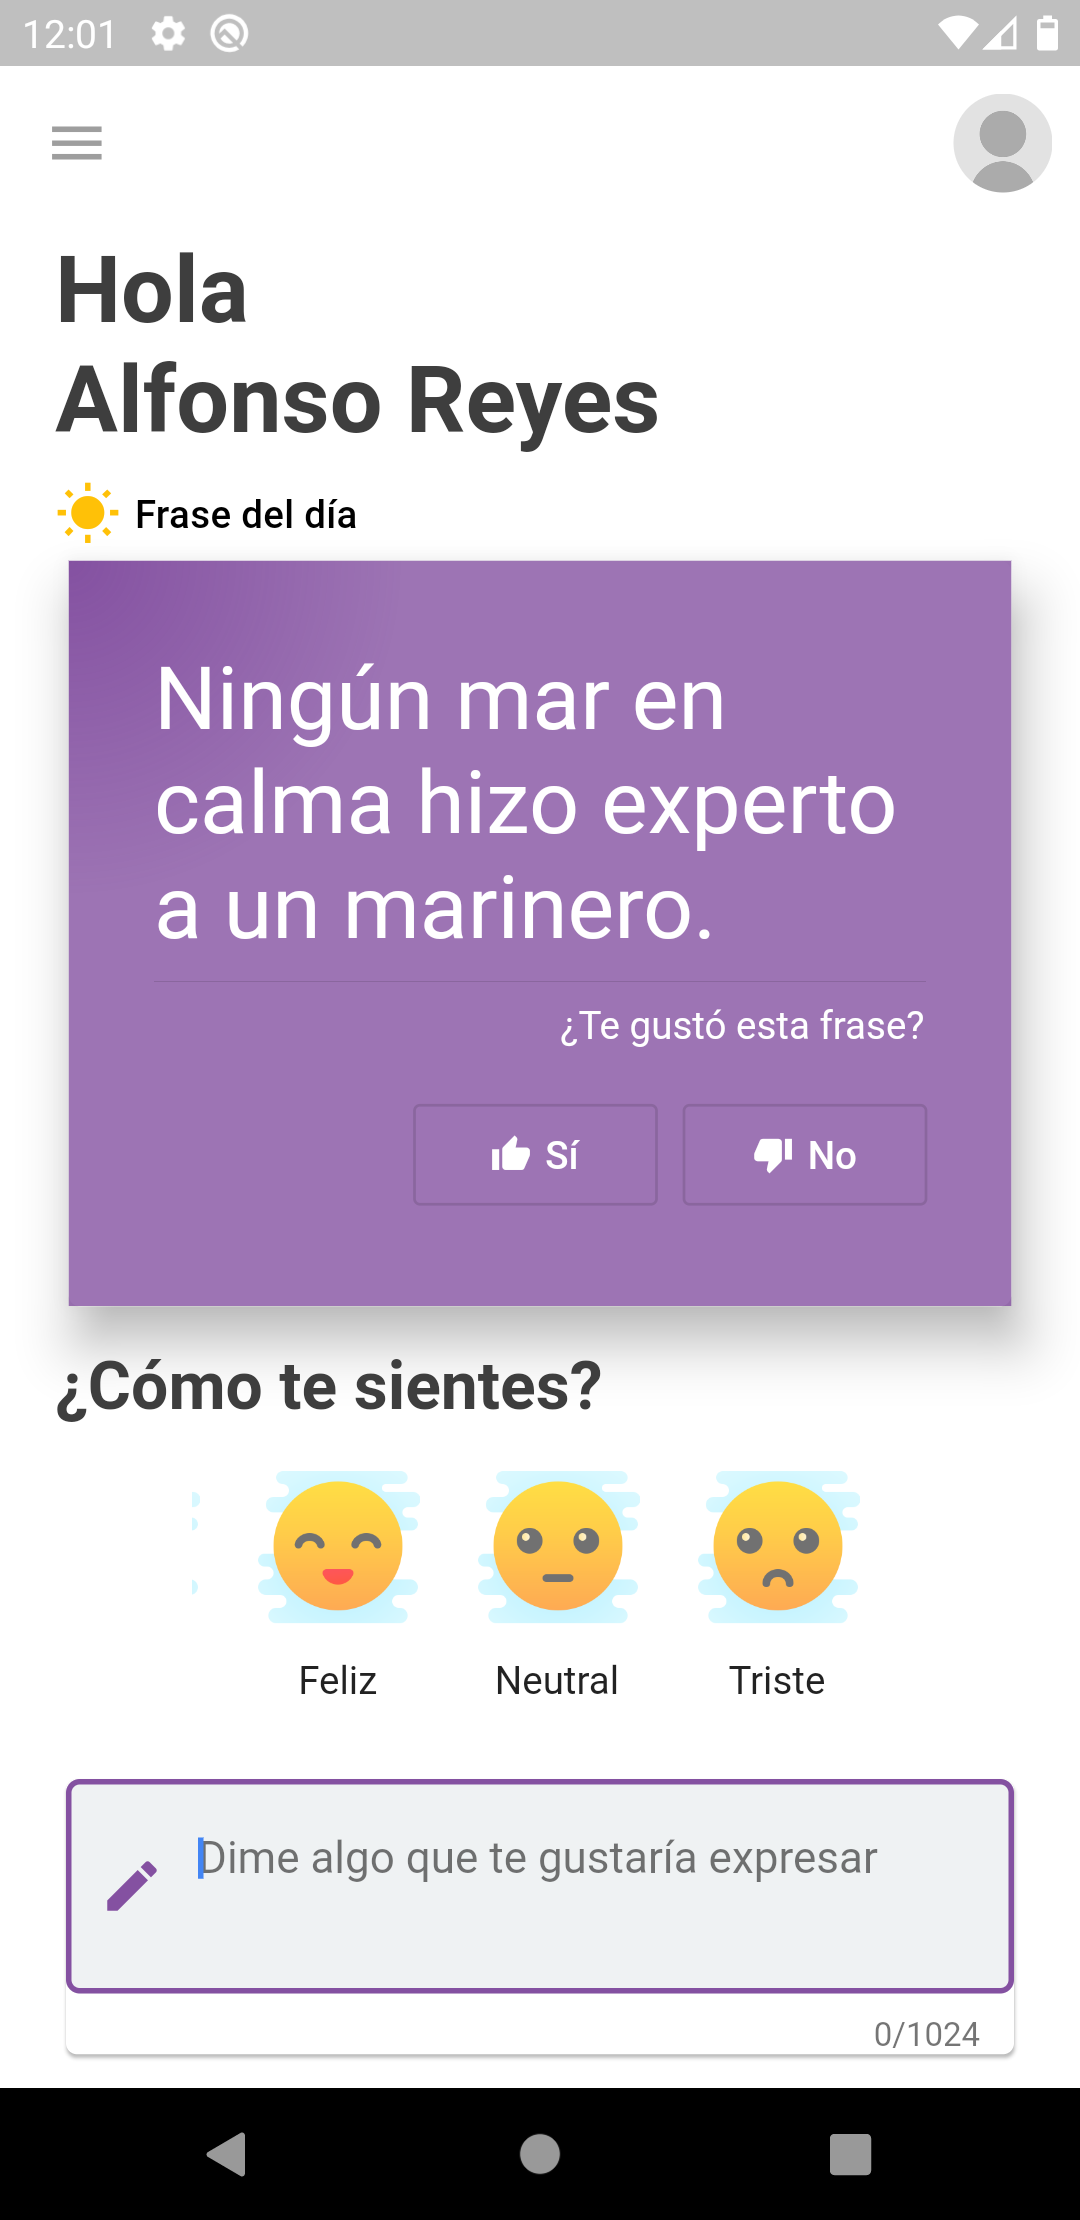 12:01
Hola
Alfonso Reyes
Frase del día
Ningún mar en
calma hizo experto
a un marinero.
¿Te gustó esta frase?
Sí No
¿Cómo te sientes?
Feliz Neutral Triste
Dime algo que te gustaría expresar
0/1024